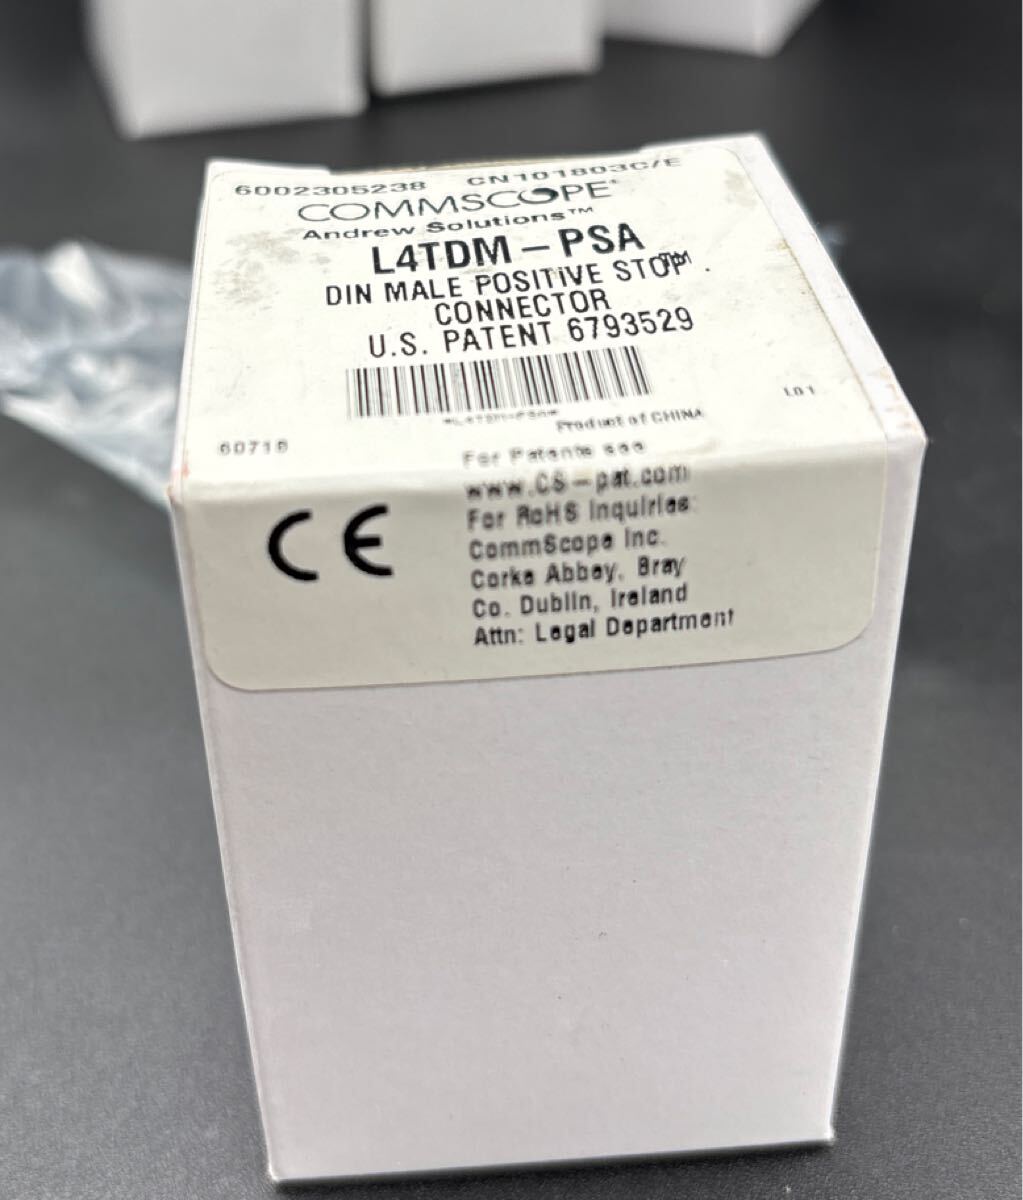 6002305238 CN101803C/E
COMMSCOPE®
Andrew Solutions™
L4TDM-PSA
DIN MALE POSITIVE STOP™
CONNECTOR
U.S. PATENT 6793529
*L4TDM-PSA*
Product of CHINA
L01
60716
For Patents see
www.CS-pat.com
For RoHS Inquiries:
CommScope Inc.
Corke Abbey, Bray
Co. Dublin, Ireland
Attn: Legal Department
CE